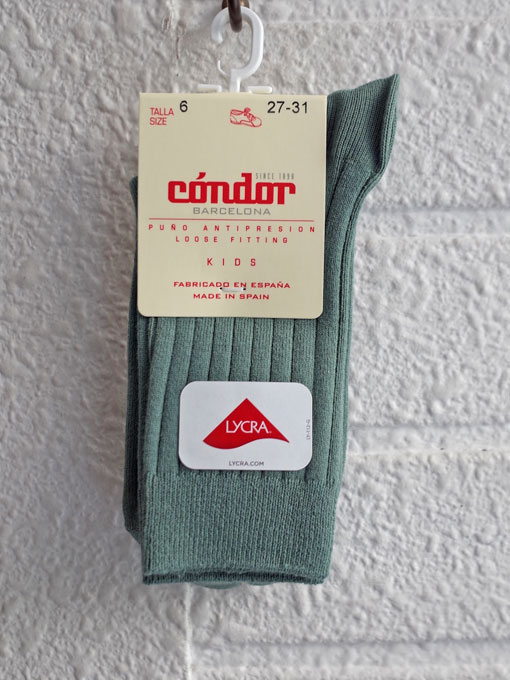 TALLA 6 27-31
SIZE
SINCE 1898
cóndor
BARCELONA
PUÑO ANTIPRESION
LOOSE FITTING
KIDS
FABRICADO EN ESPAÑA
MADE IN SPAIN
LYCRA
LYCRA.COM